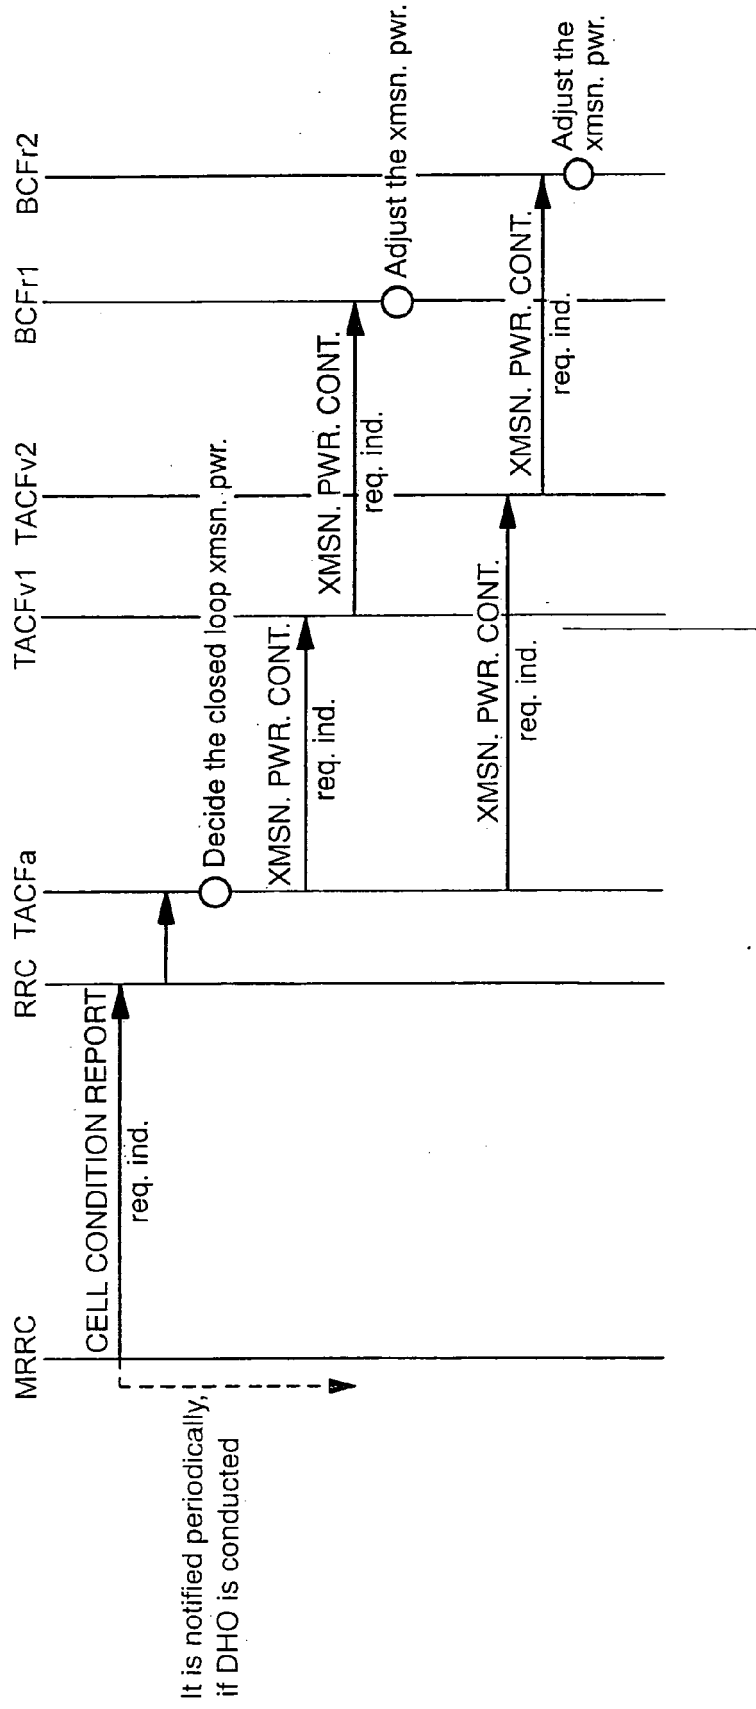 MRRC
RRC
TACFa
TACFv1
TACFv2
BCFr1
BCFr2
CELL CONDITION REPORT
req. ind.
It is notified periodically,
if DHO is conducted
Decide the closed loop xmsn. pwr.
XMSN. PWR. CONT.
req. ind.
XMSN. PWR. CONT.
req. ind.
Adjust the xmsn. pwr.
XMSN. PWR. CONT.
req. ind.
XMSN. PWR. CONT.
req. ind.
Adjust the
xmsn. pwr.